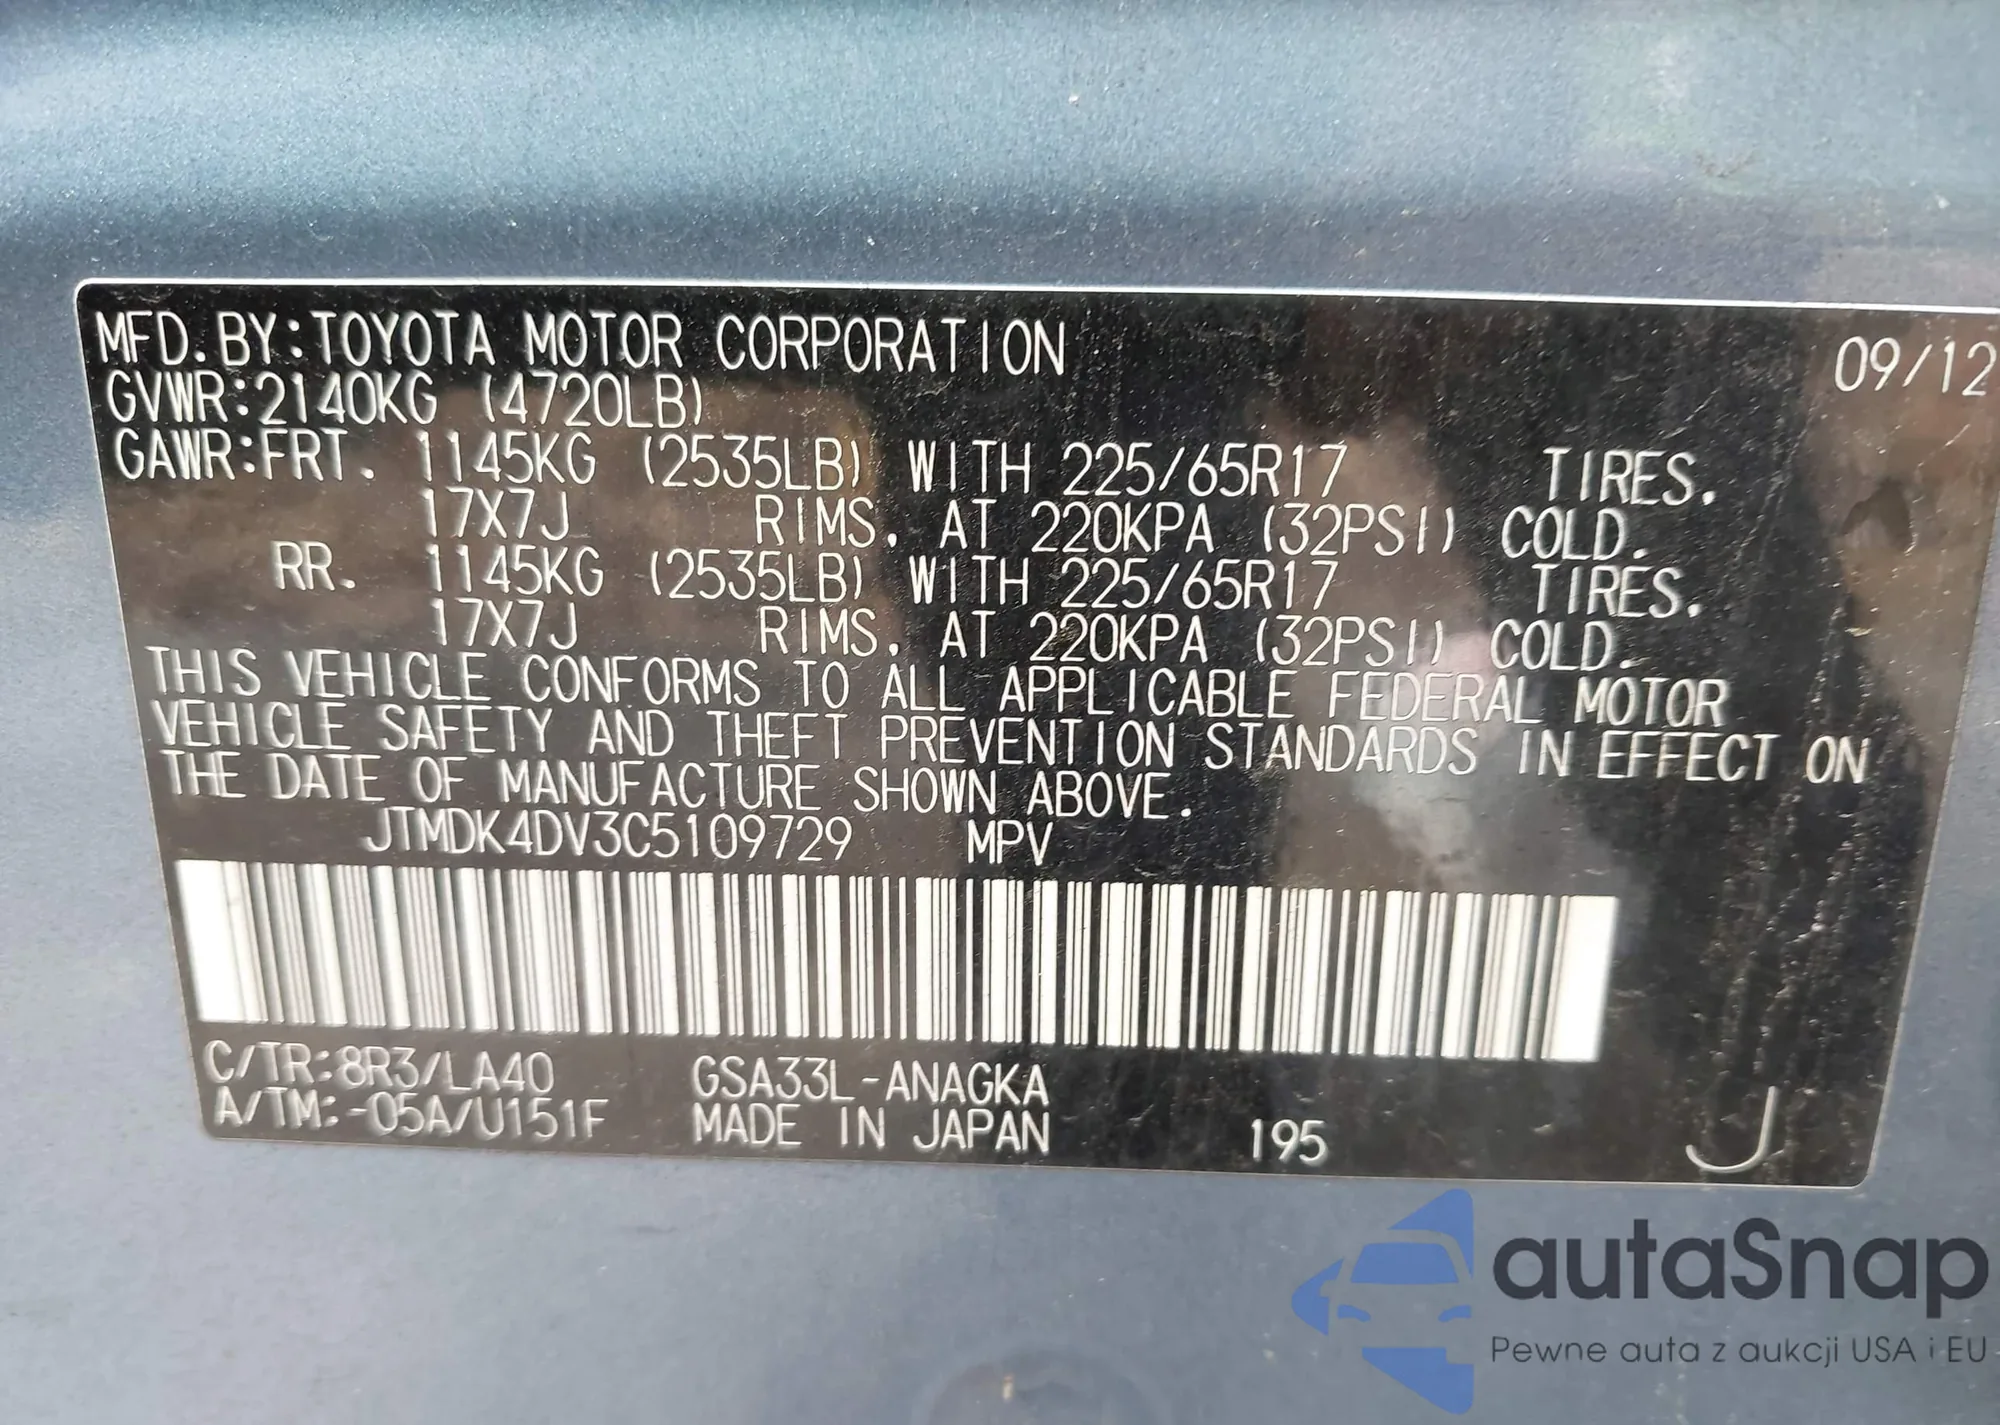 MFD.BY:TOYOTA MOTOR CORPORATION 09/12
GVWR:2140KG (4720LB)
GAWR:FRT. 1145KG (2535LB) WITH 225/65R17 TIRES.
17X7J RIMS, AT 220KPA (32PSI) COLD.
RR. 1145KG (2535LB) WITH 225/65R17 TIRES.
17X7J RIMS, AT 220KPA (32PSI) COLD.
THIS VEHICLE CONFORMS TO ALL APPLICABLE FEDERAL MOTOR
VEHICLE SAFETY AND THEFT PREVENTION STANDARDS IN EFFECT ON
THE DATE OF MANUFACTURE SHOWN ABOVE.
JTMDK4DV3C5109729 MPV
C/TR:8R3/LA40 GSA33L-ANAGKA
A/TM:-05A/U151F MADE IN JAPAN 195 J
autaSnap
Pewne auta z aukcji USA i EU